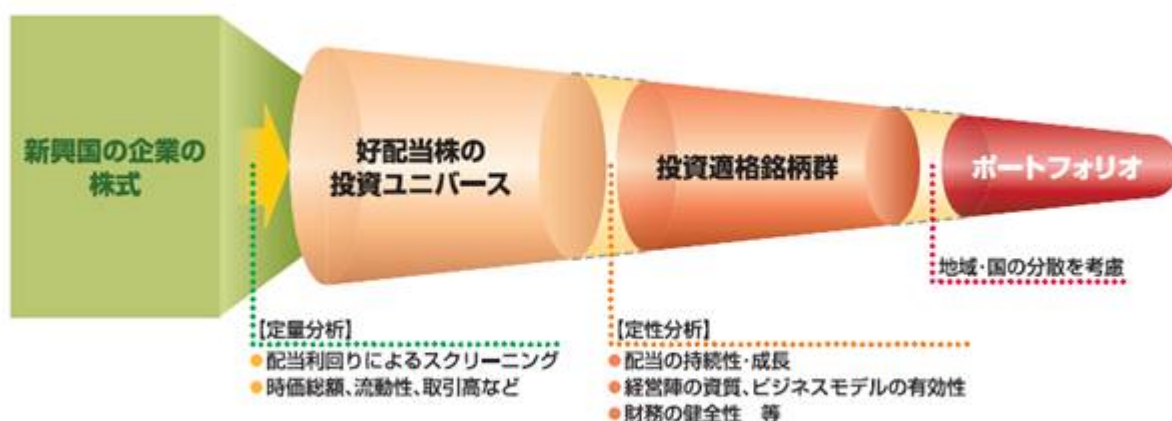 新興国の企業の
株式
好配当株の
投資ユニバース
投資適格銘柄群
ポートフォリオ
地域・国の分散を考慮
【定量分析】
●配当利回りによるスクリーニング
●時価総額、流動性、取引高など
【定性分析】
●配当の持続性・成長
●経営陣の資質、ビジネスモデルの有効性
●財務の健全性　等